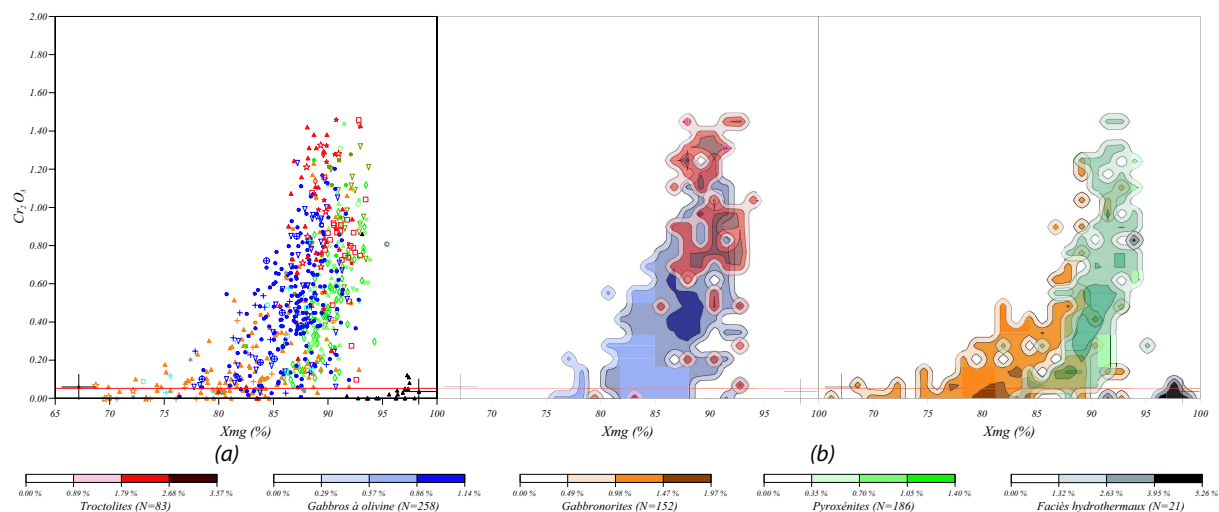 2.00
1.80
1.60
1.40
1.20
1.00
0.80
0.60
0.40
0.20
0.00
Cr₂O₃
65 70 75 80 85 90 95 100 70 75 80 85 90 95 100 70 75 80 85 90 95 100
Xmg (%) Xmg (%) Xmg (%)
(a) (b)
0.00 % 0.89 % 1.79 % 2.68 % 3.57 % 0.00 % 0.29 % 0.57 % 0.86 % 1.14 % 0.00 % 0.49 % 0.98 % 1.47 % 1.97 % 0.00 % 0.35 % 0.70 % 1.05 % 1.40 % 0.00 % 1.32 % 2.63 % 3.95 % 5.26 %
Troctolites (N=83) Gabbros à olivine (N=258) Gabbronorites (N=152) Pyroxénites (N=186) Faciès hydrothermaux (N=21)